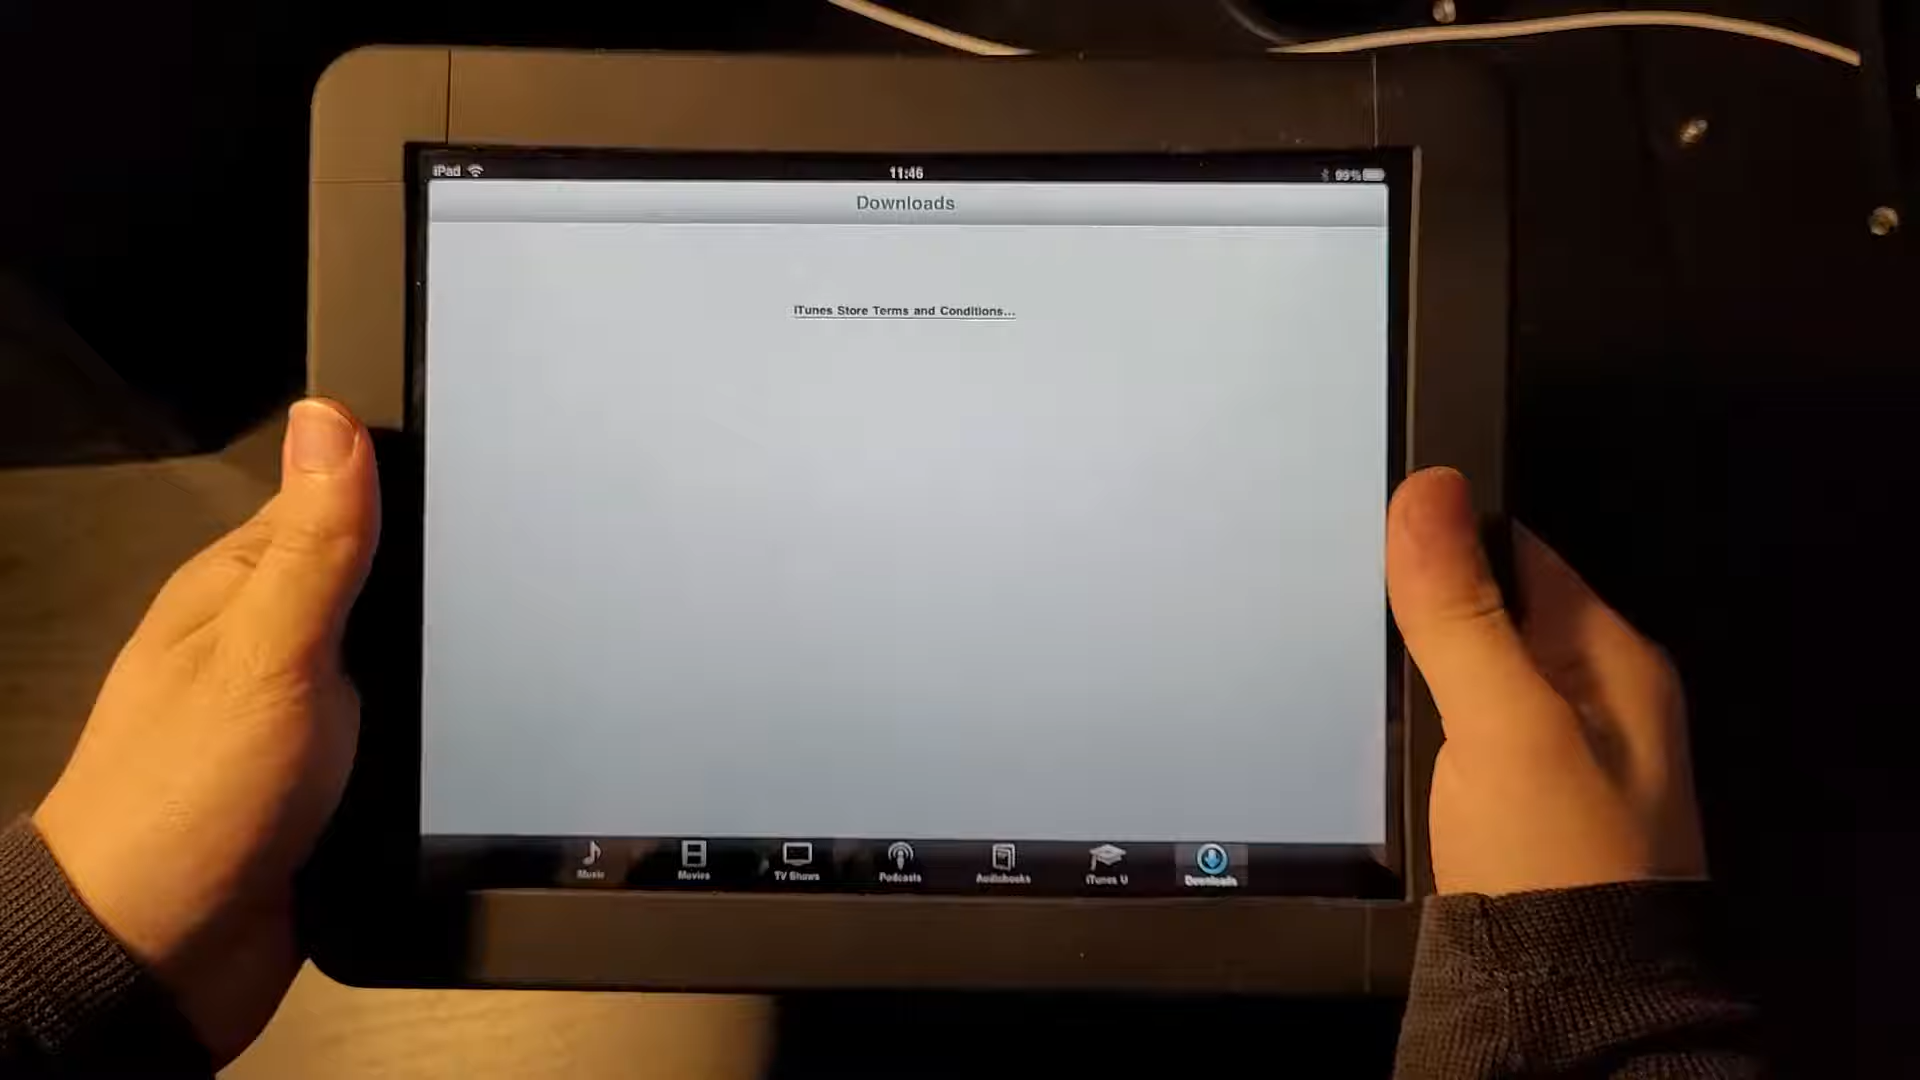 iPad 11:46 99%
Downloads
iTunes Store Terms and Conditions...
Music Movies TV Shows Podcasts Audiobooks iTunes U Downloads